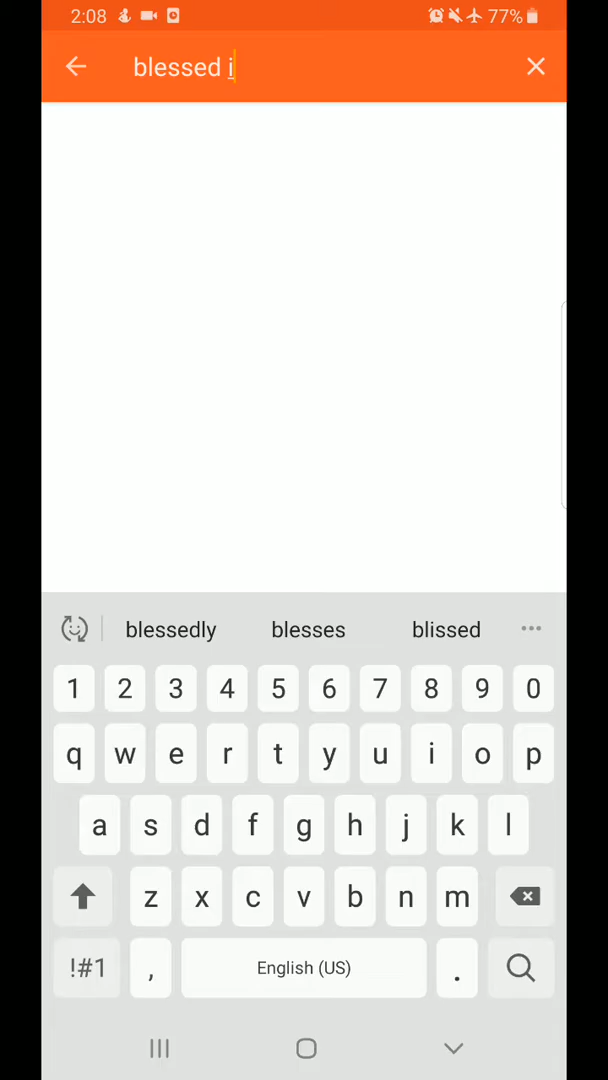 2:08 77%
blessed i
blessedly blesses blissed
1 2 3 4 5 6 7 8 9 0
q w e r t y u i o p
a s d f g h j k l
z x c v b n m
!#1 , English (US) .